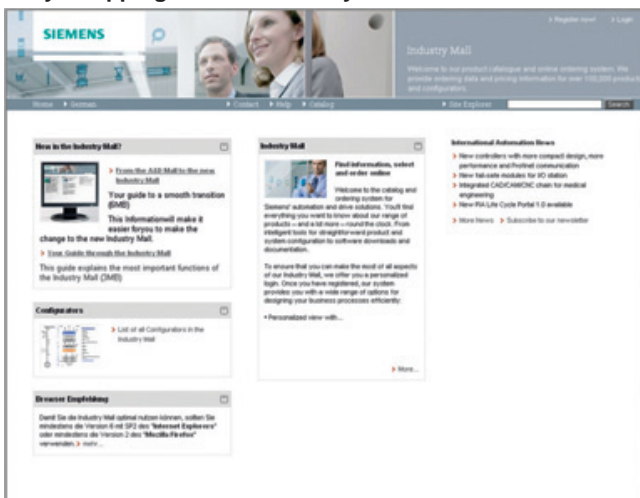 SIEMENS
> Register now! > Login
Industry Mall
Welcome to our product catalogue and online ordering system. We
provide ordering data and pricing information for over 100,000 products
and configurators.
Home > German > Contact > Help > Catalog > Site Explorer Search
New in the Industry Mall?
> From the A&D Mall to the new
Industry Mall
Your guide to a smooth transition
(6MB)
This Informationwill make it
easier foryou to make the
change to the new Industry Mall.
> Your Guide through the Industry Mall
This guide explains the most important functions of
the Industry Mall (3MB)
Configurators
> List of all Configurators in the
Industry Mall
Browser Empfehlung
Damit Sie die Industry Mall optimal nutzen können, sollten Sie
mindestens die Version 6 mit SP2 des "Internet Explorers"
oder mindestens die Version 2 des "Mozilla Firefox"
verwenden. > mehr...
Industry Mall
Find information, select
and order online
Welcome to the catalog and
ordering system for
Siemens' automation and drive solutions. You'll find
everything you want to know about our range of
products – and a lot more – round the clock. From
intelligent tools for straightforward product and
system configuration to software downloads and
documentation.
To ensure that you can make the most of all aspects
of our Industry Mall, we offer you a personalized
login. Once you have registered, our system
provides you with a wide range of options for
designing your business processes efficiently:
• Personalized view with...
> More...
International Automation News
> New controllers with more compact design, more
performance and Profinet communication
> New fail-safe modules for I/O station
> Integrated CAD/CAM/CNC chain for medical
engineering
> New PIA Life Cycle Portal 1.0 available
> More News > Subscribe to our newsletter